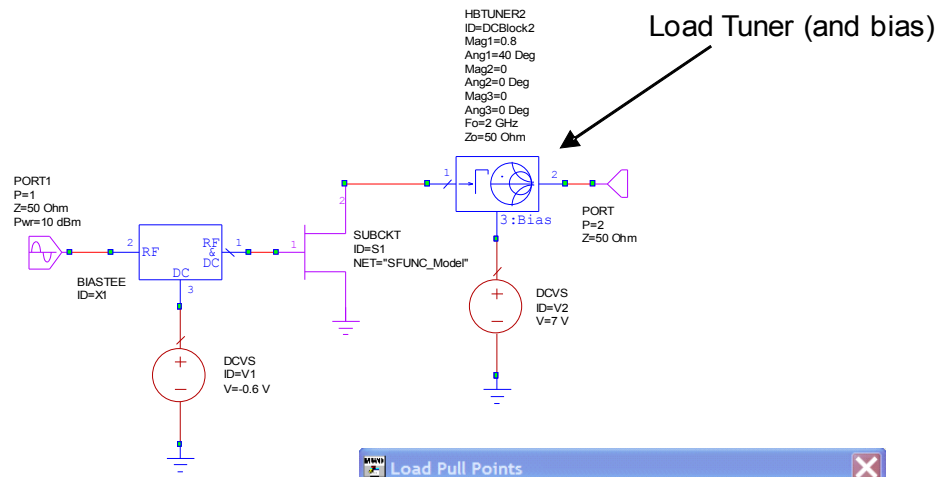 HBTUNER2
ID=DCBlock2
Mag1=0.8
Ang1=40 Deg
Mag2=0
Ang2=0 Deg
Mag3=0
Ang3=0 Deg
Fo=2 GHz
Zo=50 Ohm
Load Tuner (and bias)
1
2
3:Bias
PORT1
P=1
Z=50 Ohm
Pwr=10 dBm
2
RF
RF
&
DC
DC
1
3
BIASTEE
ID=X1
1
2
SUBCKT
ID=S1
NET="SFUNC_Model"
PORT
P=2
Z=50 Ohm
DCVS
ID=V2
V=7 V
DCVS
ID=V1
V=-0.6 V
Load Pull Points